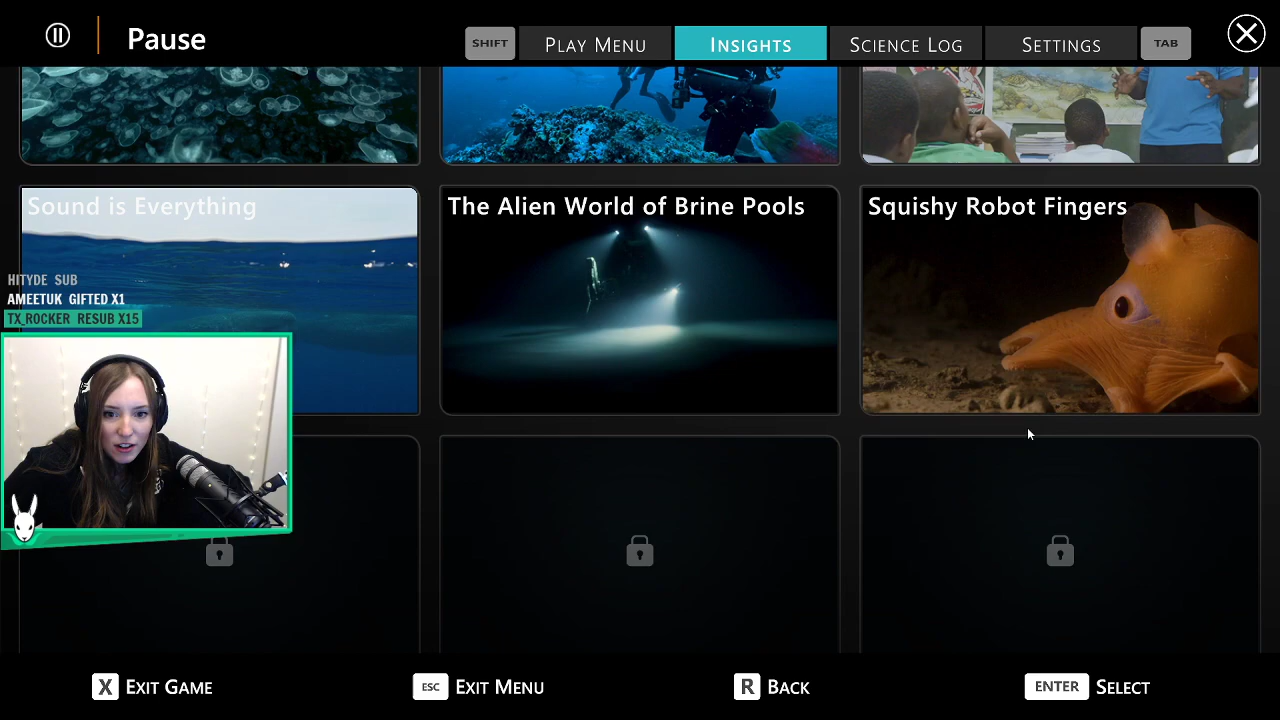 Pause
SHIFT
PLAY MENU
INSIGHTS
SCIENCE LOG
SETTINGS
TAB
Sound is Everything
The Alien World of Brine Pools
Squishy Robot Fingers
HITYDE SUB
AMEETUK GIFTED X1
TX_ROCKER RESUB X15
X EXIT GAME
ESC EXIT MENU
R BACK
ENTER SELECT